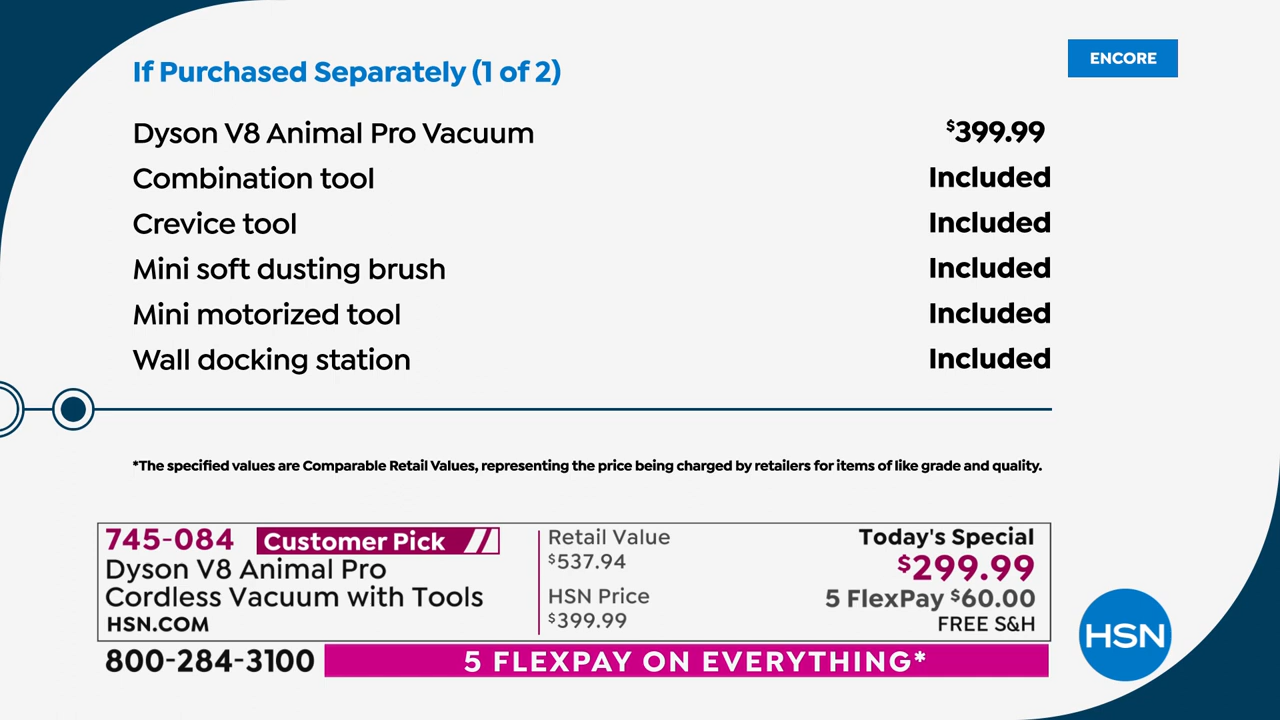 If Purchased Separately (1 of 2)
ENCORE
Dyson V8 Animal Pro Vacuum $399.99
Combination tool Included
Crevice tool Included
Mini soft dusting brush Included
Mini motorized tool Included
Wall docking station Included
*The specified values are Comparable Retail Values, representing the price being charged by retailers for items of like grade and quality.
745-084 Customer Pick
Dyson V8 Animal Pro
Cordless Vacuum with Tools
HSN.COM
Retail Value
$537.94
HSN Price
$399.99
Today's Special
$299.99
5 FlexPay $60.00
FREE S&H
HSN
800-284-3100 5 FLEXPAY ON EVERYTHING*